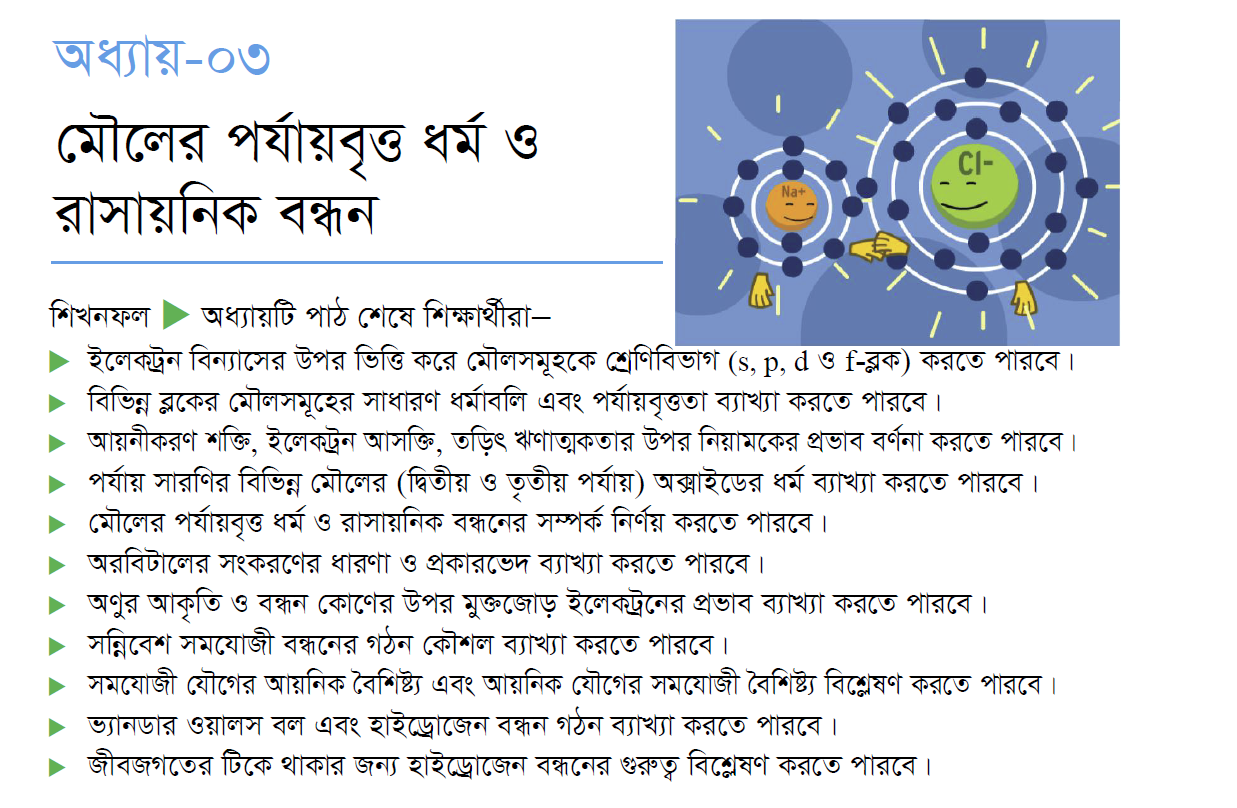 অধ্যায়-০৩
মৌলের পর্যায়বৃত্ত ধর্ম ও
রাসায়নিক বন্ধন
Na+
Cl-
শিখনফল ▶ অধ্যায়টি পাঠ শেষে শিক্ষার্থীরা–
▶ ইলেকট্রন বিন্যাসের উপর ভিত্তি করে মৌলসমূহকে শ্রেণিবিভাগ (s, p, d ও f-ব্লক) করতে পারবে।
▶ বিভিন্ন ব্লকের মৌলসমূহের সাধারণ ধর্মাবলি এবং পর্যায়বৃত্ততা ব্যাখ্যা করতে পারবে।
▶ আয়নীকরণ শক্তি, ইলেকট্রন আসক্তি, তড়িৎ ঋণাত্মকতার উপর নিয়ামকের প্রভাব বর্ণনা করতে পারবে।
▶ পর্যায় সারণির বিভিন্ন মৌলের (দ্বিতীয় ও তৃতীয় পর্যায়) অক্সাইডের ধর্ম ব্যাখ্যা করতে পারবে।
▶ মৌলের পর্যায়বৃত্ত ধর্ম ও রাসায়নিক বন্ধনের সম্পর্ক নির্ণয় করতে পারবে।
▶ অরবিটালের সংকরণের ধারণা ও প্রকারভেদ ব্যাখ্যা করতে পারবে।
▶ অণুর আকৃতি ও বন্ধন কোণের উপর মুক্তজোড় ইলেকট্রনের প্রভাব ব্যাখ্যা করতে পারবে।
▶ সন্নিবেশ সমযোজী বন্ধনের গঠন কৌশল ব্যাখ্যা করতে পারবে।
▶ সমযোজী যৌগের আয়নিক বৈশিষ্ট্য এবং আয়নিক যৌগের সমযোজী বৈশিষ্ট্য বিশ্লেষণ করতে পারবে।
▶ ভ্যানডার ওয়ালস বল এবং হাইড্রোজেন বন্ধন গঠন ব্যাখ্যা করতে পারবে।
▶ জীবজগতের টিকে থাকার জন্য হাইড্রোজেন বন্ধনের গুরুত্ব বিশ্লেষণ করতে পারবে।